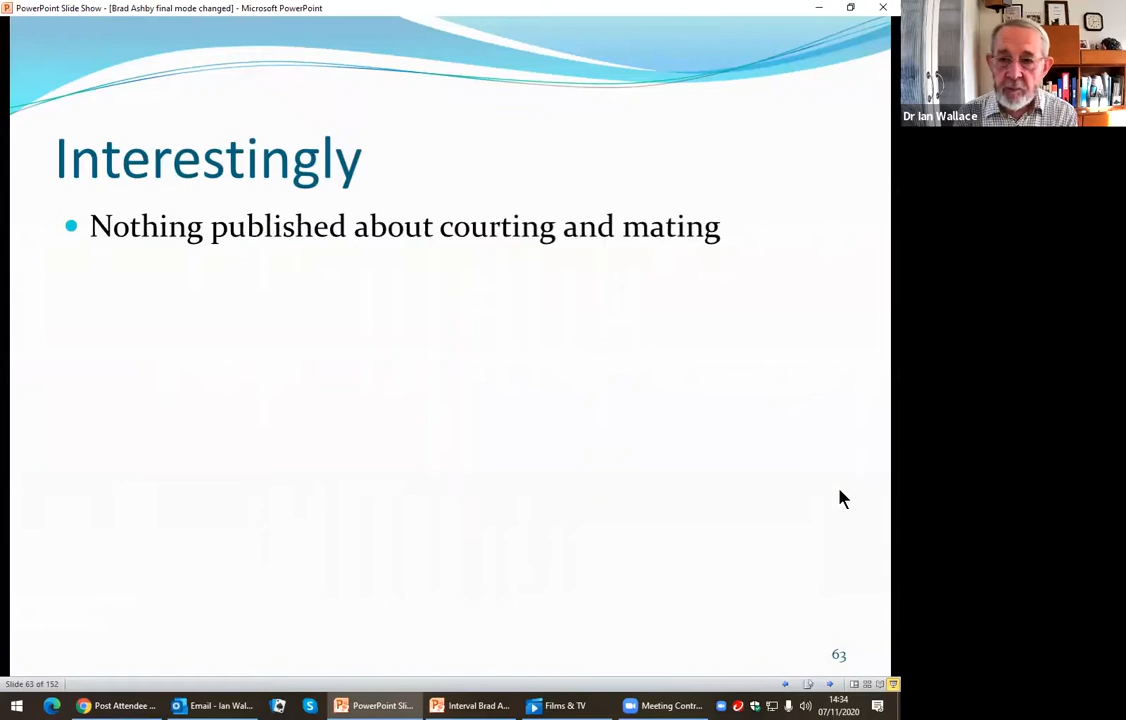 PowerPoint Slide Show - [Brad Ashby final mode changed] - Microsoft PowerPoint
Dr Ian Wallace
Interestingly
Nothing published about courting and mating
63
Slide 63 of 152
Post Attendee ...
Email - Ian Wal...
PowerPoint Sli...
Interval Brad A...
Films & TV
Meeting Contr...
14:34
07/11/2020